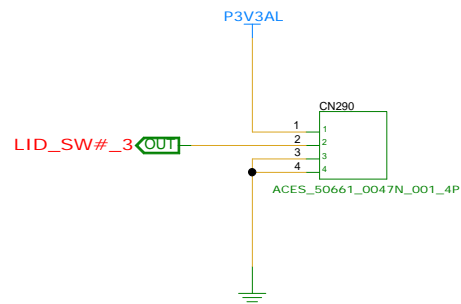 P3V3AL
CN290
1 1
LID_SW#_3 OUT 2 2
3 3
4 4
ACES_50661_0047N_001_4P